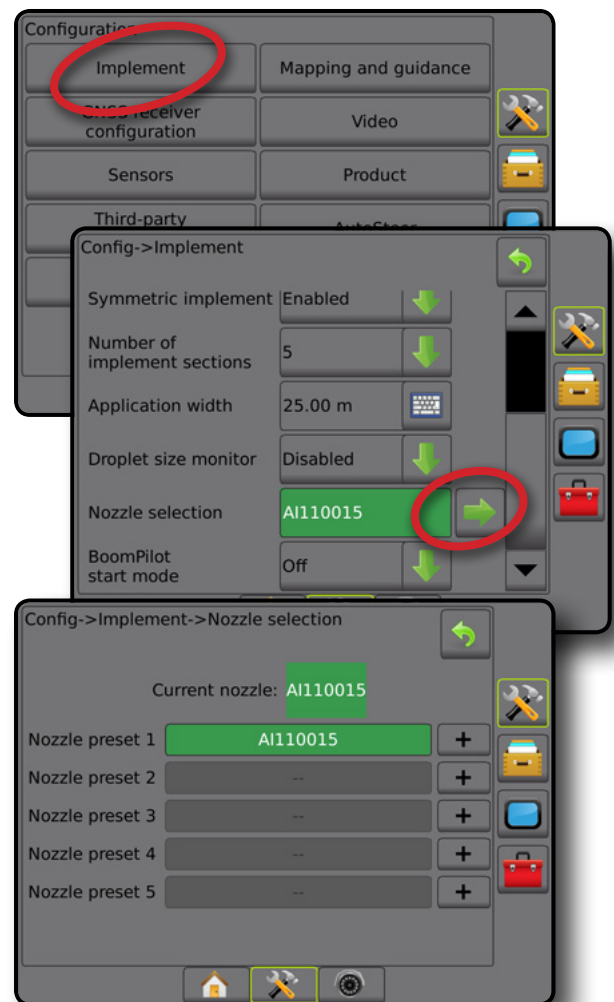 Configuration
Implement
Mapping and guidance
GNSS receiver
configuration
Video
Sensors
Product
Third-party
AutoSteer
Config->Implement
Symmetric implement Enabled
Number of
implement sections
5
Application width 25.00 m
Droplet size monitor Disabled
Nozzle selection AI110015
BoomPilot
start mode
Off
Config->Implement->Nozzle selection
Current nozzle: AI110015
Nozzle preset 1 AI110015 +
Nozzle preset 2 -- +
Nozzle preset 3 -- +
Nozzle preset 4 -- +
Nozzle preset 5 -- +